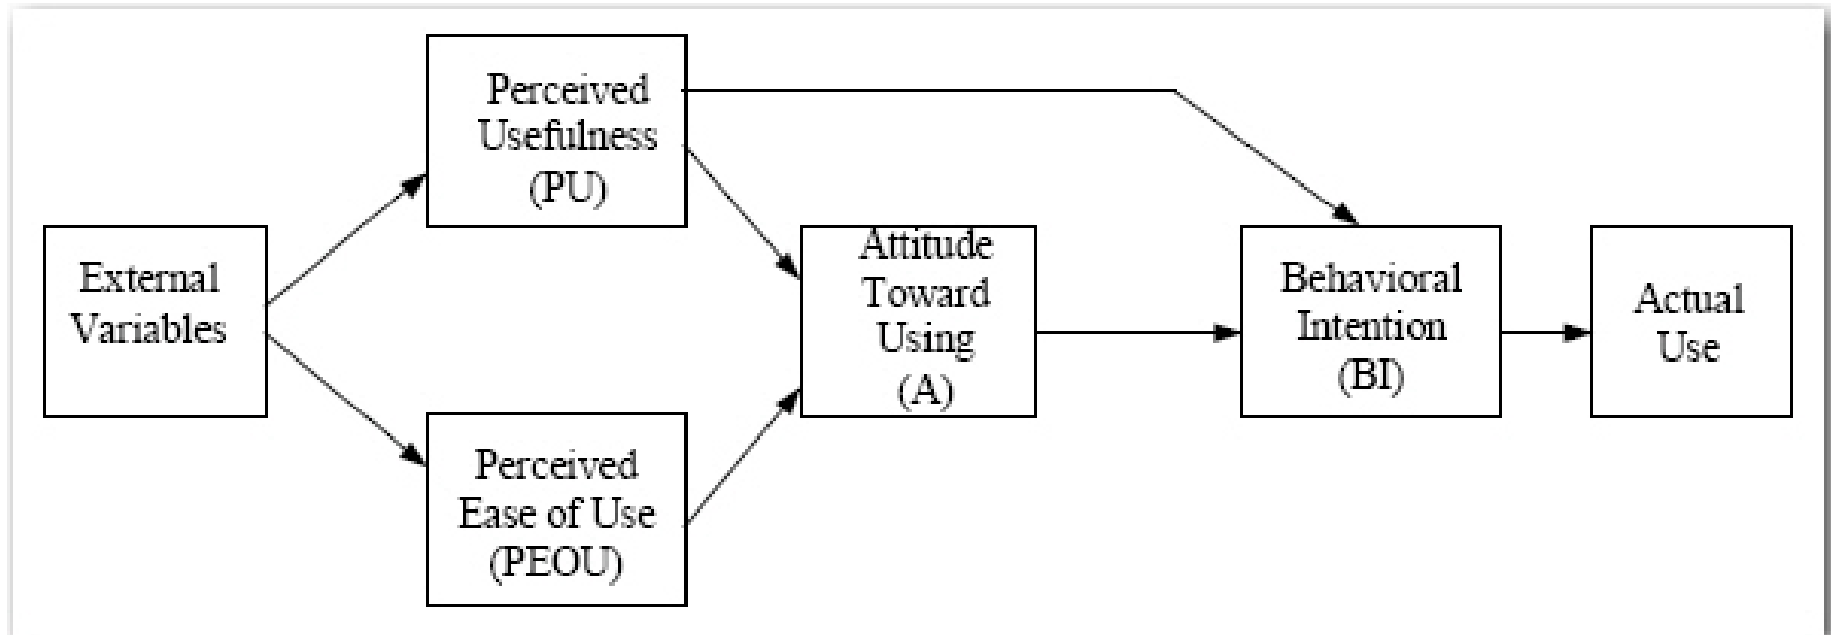 Perceived
Usefulness
(PU)
External
Variables
Attitude
Toward
Using
(A)
Behavioral
Intention
(BI)
Actual
Use
Perceived
Ease of Use
(PEOU)